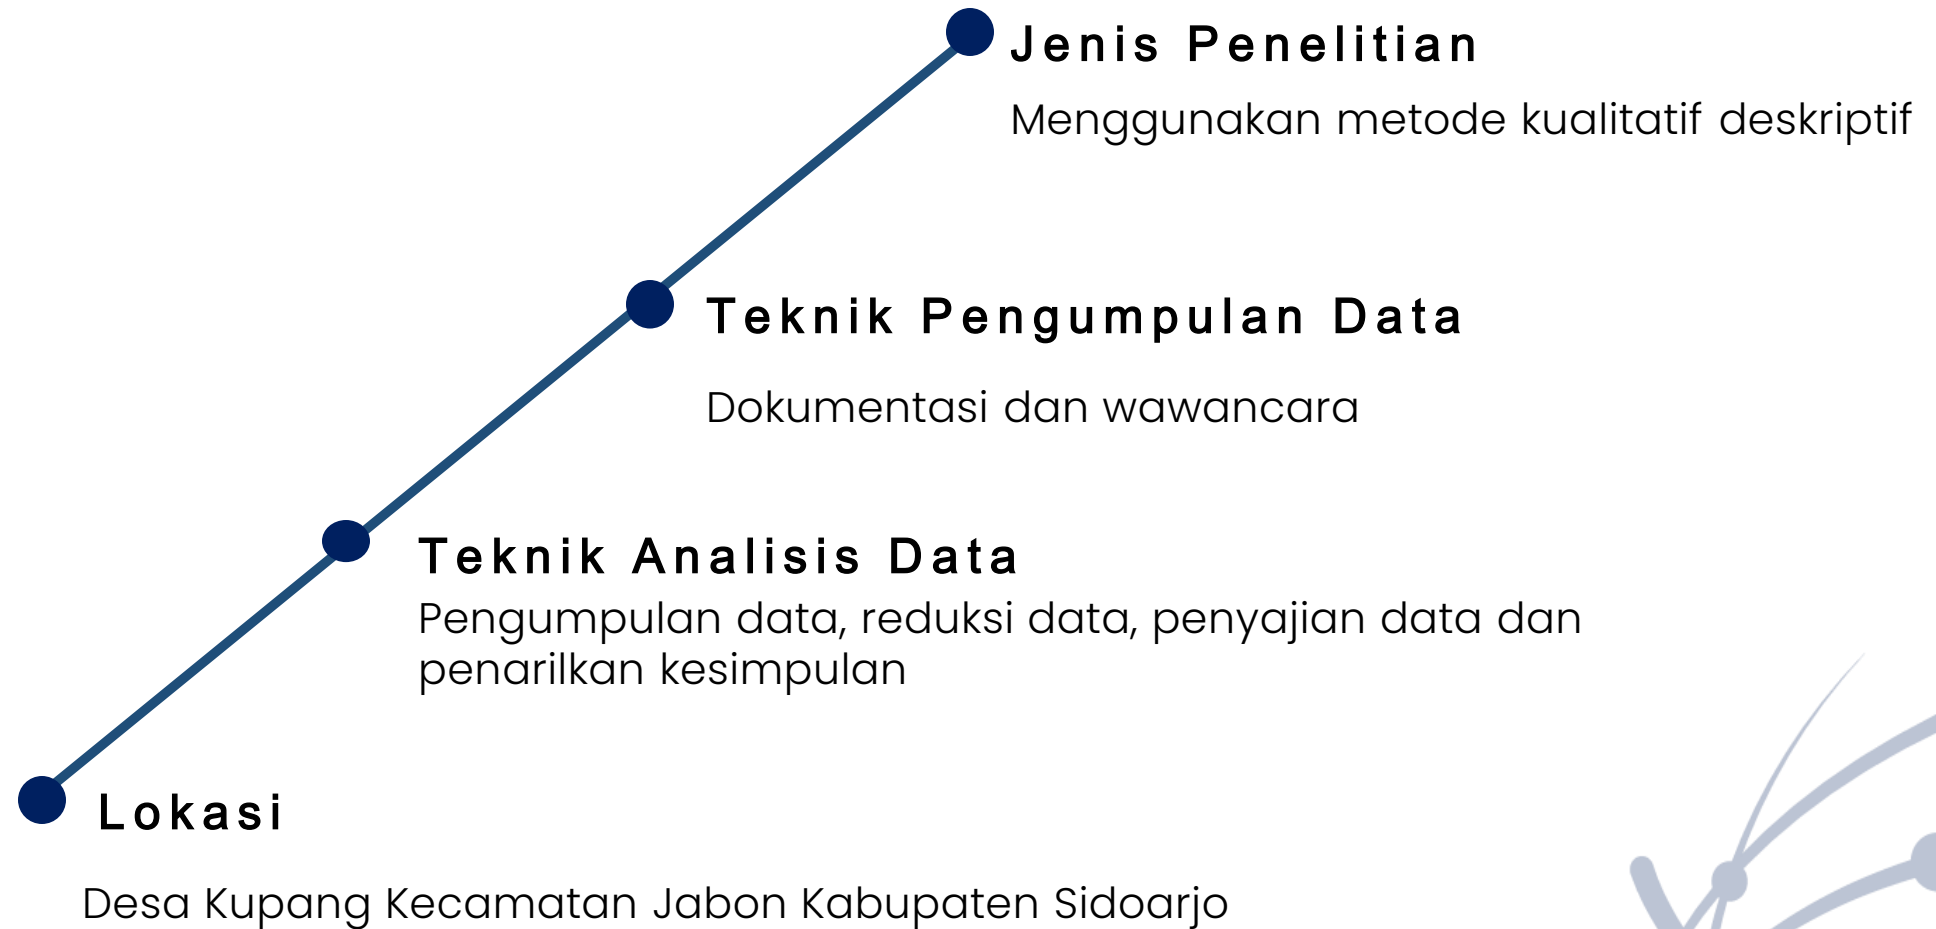 Jenis Penelitian
Menggunakan metode kualitatif deskriptif
Teknik Pengumpulan Data
Dokumentasi dan wawancara
Teknik Analisis Data
Pengumpulan data, reduksi data, penyajian data dan
penarilkan kesimpulan
Lokasi
Desa Kupang Kecamatan Jabon Kabupaten Sidoarjo